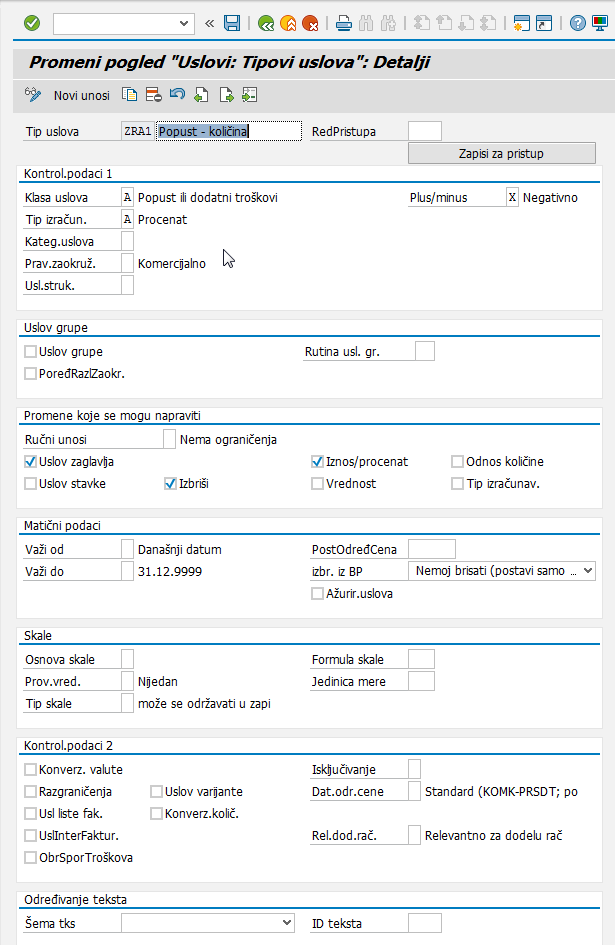 Promeni pogled "Uslovi: Tipovi uslova": Detalji
Novi unosi
Tip uslova ZRA1 Popust - količina RedPristupa
Zapisi za pristup
Kontrol.podaci 1
Klasa uslova A Popust ili dodatni troškovi Plus/minus X Negativno
Tip izračun. A Procenat
Kateg.uslova
Prav.zaokruž. Komercijalno
Usl.struk.
Uslov grupe
Uslov grupe Rutina usl. gr.
PoređRazlZaokr.
Promene koje se mogu napraviti
Ručni unosi Nema ograničenja
Uslov zaglavlja Iznos/procenat Odnos količine
Uslov stavke Izbriši Vrednost Tip izračunav.
Matični podaci
Važi od Današnji datum PostOdređCena
Važi do 31.12.9999 izbr. iz BP Nemoj brisati (postavi samo ...
Ažurir.uslova
Skale
Osnova skale Formula skale
Prov.vred. Nijedan Jedinica mere
Tip skale može se održavati u zapi
Kontrol.podaci 2
Konverz. valute Isključivanje
Razgraničenja Uslov varijante Dat.odr.cene Standard (KOMK-PRSDT; po
Usl liste fak. Konverz.količ.
UslInterFaktur. Rel.dod.rač. Relevantno za dodelu rač
ObrSporTroškova
Određivanje teksta
Šema tks ID teksta